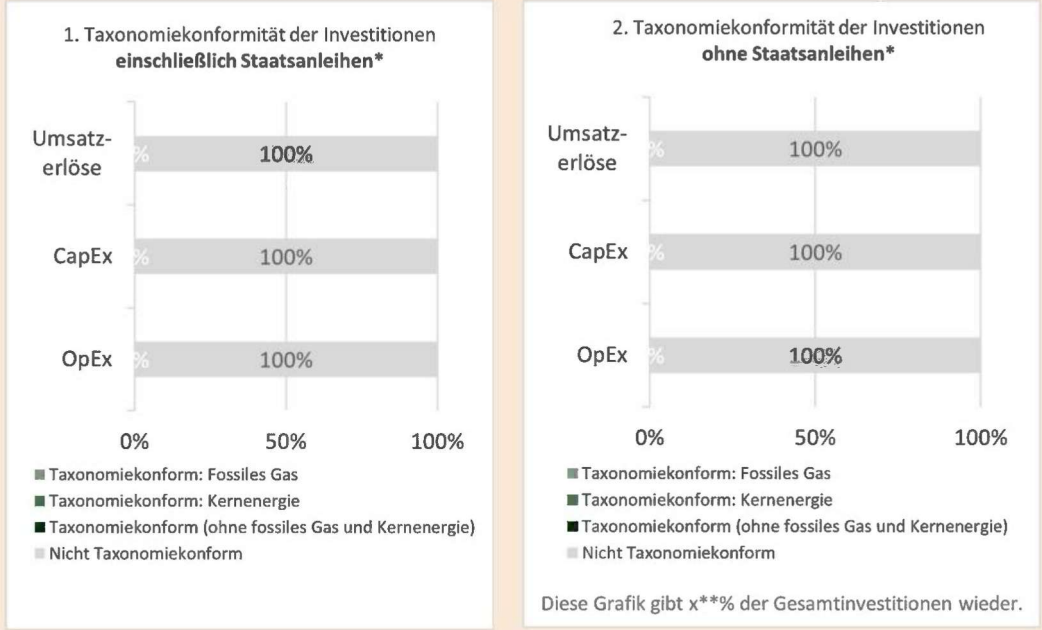 1. Taxonomiekonformität der Investitionen
einschließlich Staatsanleihen*
Umsatz-
erlöse
% 100%
CapEx % 100%
OpEx % 100%
0% 50% 100%
Taxonomiekonform: Fossiles Gas
Taxonomiekonform: Kernenergie
Taxonomiekonform (ohne fossiles Gas und Kernenergie)
Nicht Taxonomiekonform
2. Taxonomiekonformität der Investitionen
ohne Staatsanleihen*
Umsatz-
erlöse
% 100%
CapEx % 100%
OpEx % 100%
0% 50% 100%
Taxonomiekonform: Fossiles Gas
Taxonomiekonform: Kernenergie
Taxonomiekonform (ohne fossiles Gas und Kernenergie)
Nicht Taxonomiekonform
Diese Grafik gibt x**% der Gesamtinvestitionen wieder.